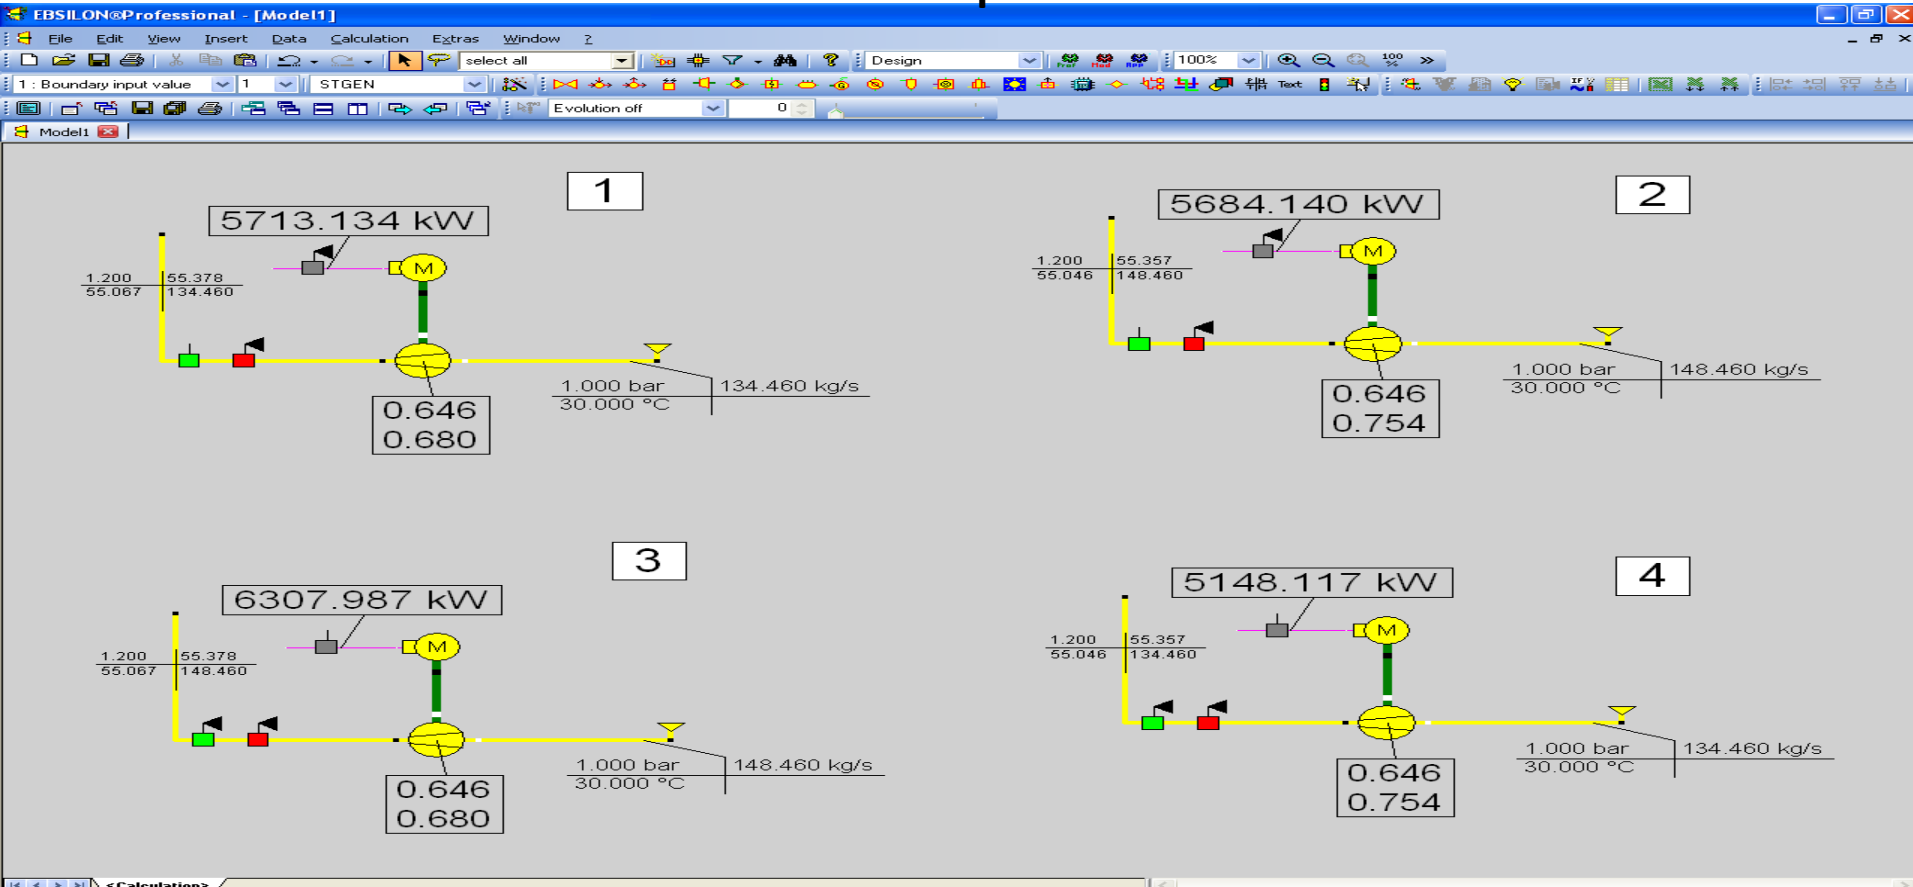 EBSILON®Professional - [Model1]
File Edit View Insert Data Calculation Extras Window ?
select all Design 100%
1 : Boundary input value 1 STGEN Text
Evolution off 0
Model1
1
5713.134 kW
M
1.200 55.378
55.067 134.460
1.000 bar 134.460 kg/s
30.000 °C
0.646
0.680
2
5684.140 kW
M
1.200 55.357
55.046 148.460
1.000 bar 148.460 kg/s
30.000 °C
0.646
0.754
3
6307.987 kW
M
1.200 55.378
55.067 148.460
1.000 bar 148.460 kg/s
30.000 °C
0.646
0.680
4
5148.117 kW
M
1.200 55.357
55.046 134.460
1.000 bar 134.460 kg/s
30.000 °C
0.646
0.754
<Calculation>